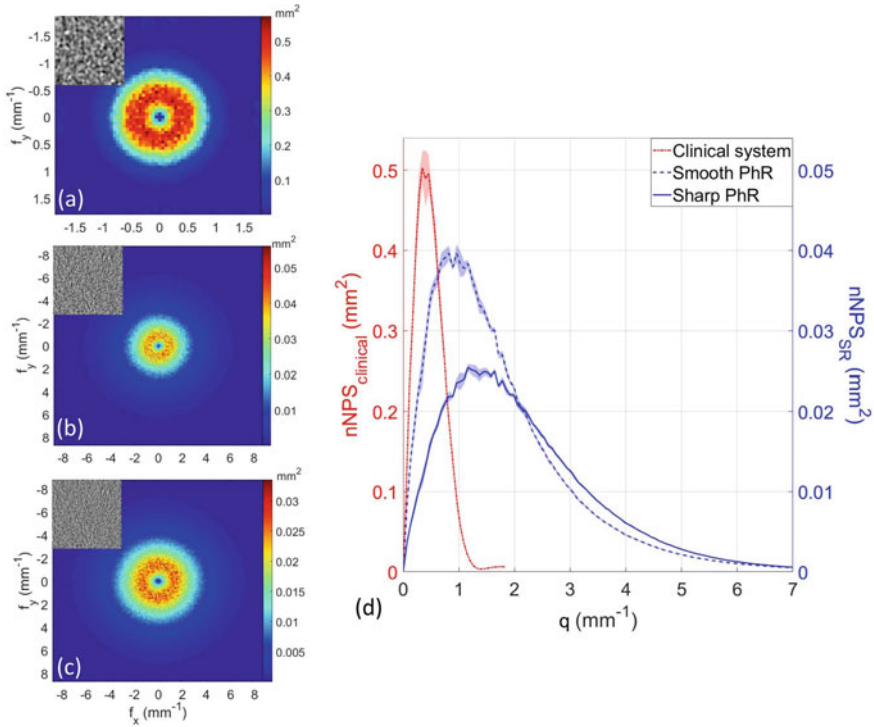 mm²
-1.5
-1
-0.5
0
0.5
1
1.5
f_y (mm⁻¹)
(a)
-1.5 -1 -0.5 0 0.5 1 1.5
0.5
0.4
0.3
0.2
0.1
mm²
-8
-6
-4
-2
0
2
4
6
8
f_y (mm⁻¹)
(b)
-8 -6 -4 -2 0 2 4 6 8
0.05
0.04
0.03
0.02
0.01
mm²
-8
-6
-4
-2
0
2
4
6
8
f_y (mm⁻¹)
(c)
-8 -6 -4 -2 0 2 4 6 8
f_x (mm⁻¹)
0.03
0.025
0.02
0.015
0.01
0.005
Clinical system
Smooth PhR
Sharp PhR
0.5
0.4
0.3
0.2
0.1
0
nNPS_clinical (mm²)
0.05
0.04
0.03
0.02
0.01
0
nNPS_SR (mm²)
0 1 2 3 4 5 6 7
(d)
q (mm⁻¹)